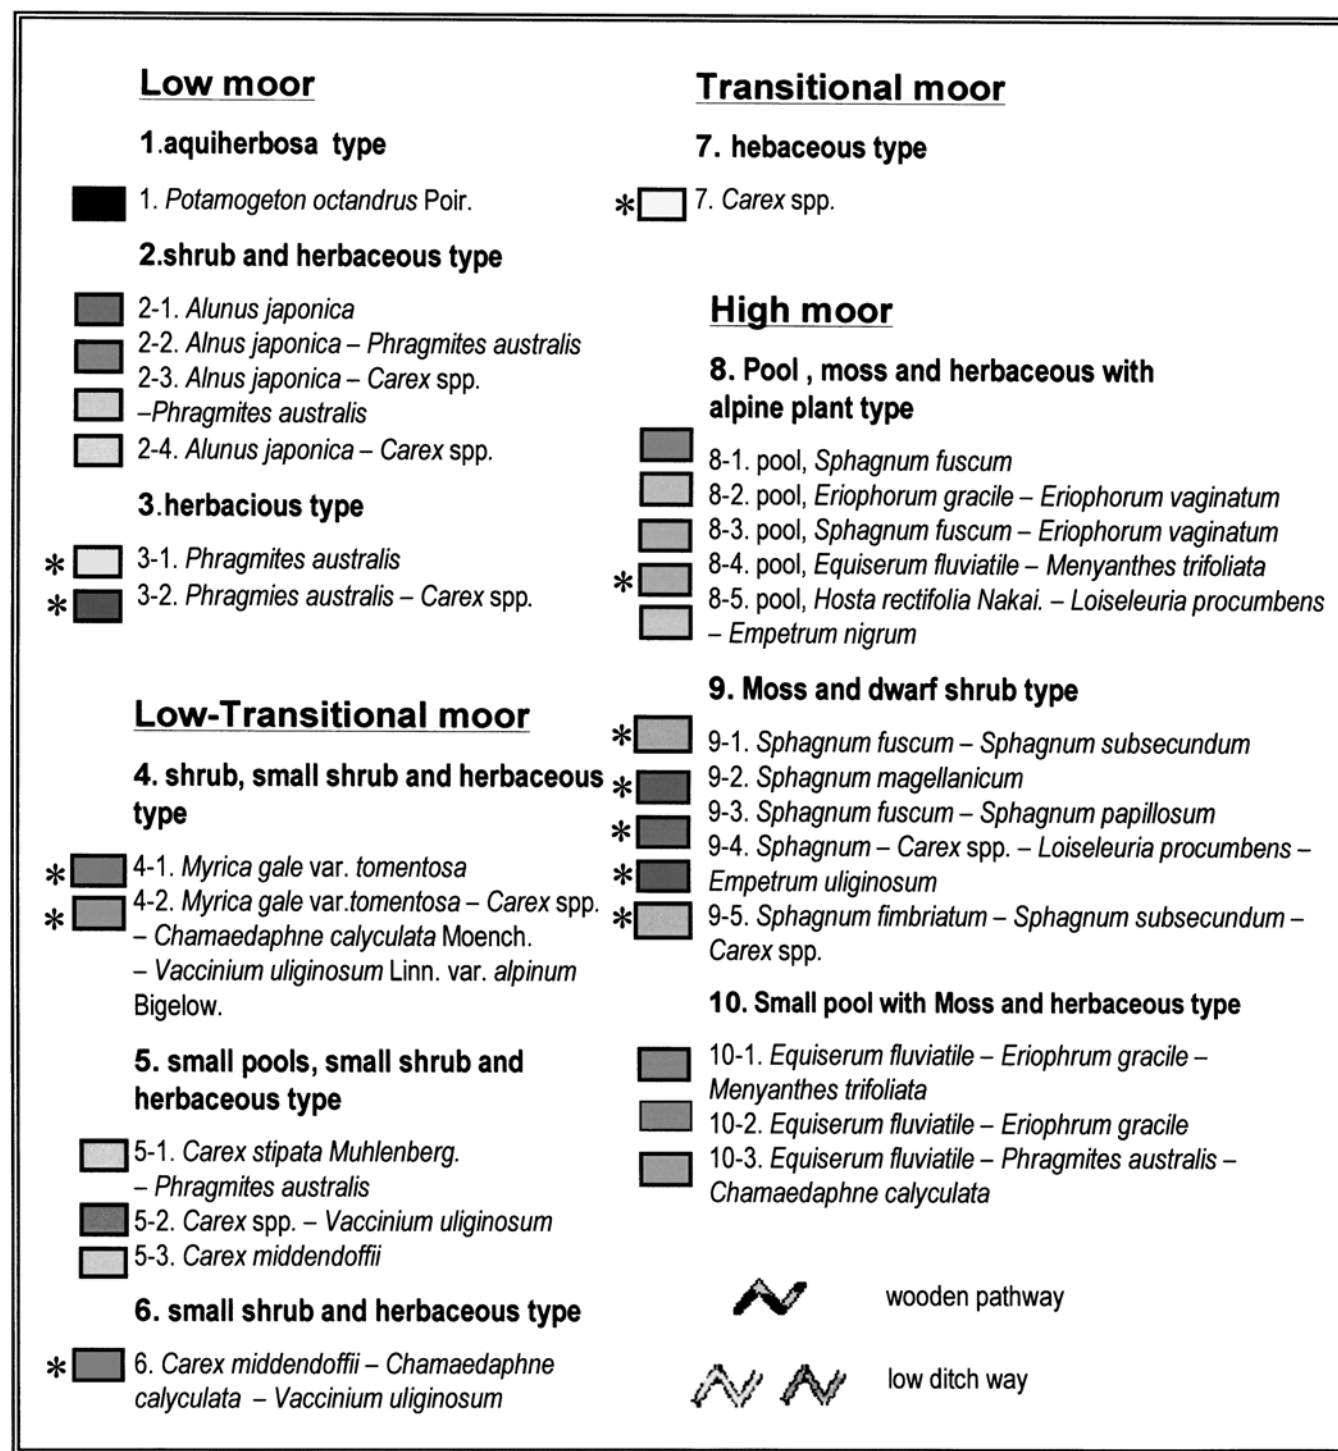 Low moor
1.aquiherbosa type
1. Potamogeton octandrus Poir.
2.shrub and herbaceous type
2-1. Alunus japonica
2-2. Alnus japonica – Phragmites australis
2-3. Alnus japonica – Carex spp.
–Phragmites australis
2-4. Alunus japonica – Carex spp.
3.herbacious type
* 3-1. Phragmites australis
* 3-2. Phragmies australis – Carex spp.
Low-Transitional moor
4. shrub, small shrub and herbaceous
type
* 4-1. Myrica gale var. tomentosa
* 4-2. Myrica gale var.tomentosa – Carex spp.
– Chamaedaphne calyculata Moench.
– Vaccinium uliginosum Linn. var. alpinum
Bigelow.
5. small pools, small shrub and
herbaceous type
5-1. Carex stipata Muhlenberg.
– Phragmites australis
5-2. Carex spp. – Vaccinium uliginosum
5-3. Carex middendoffii
6. small shrub and herbaceous type
* 6. Carex middendoffii – Chamaedaphne
calyculata – Vaccinium uliginosum
Transitional moor
7. hebaceous type
* 7. Carex spp.
High moor
8. Pool , moss and herbaceous with
alpine plant type
8-1. pool, Sphagnum fuscum
8-2. pool, Eriophorum gracile – Eriophorum vaginatum
8-3. pool, Sphagnum fuscum – Eriophorum vaginatum
* 8-4. pool, Equiserum fluviatile – Menyanthes trifoliata
8-5. pool, Hosta rectifolia Nakai. – Loiseleuria procumbens
– Empetrum nigrum
9. Moss and dwarf shrub type
* 9-1. Sphagnum fuscum – Sphagnum subsecundum
* 9-2. Sphagnum magellanicum
* 9-3. Sphagnum fuscum – Sphagnum papillosum
* 9-4. Sphagnum – Carex spp. – Loiseleuria procumbens –
Empetrum uliginosum
* 9-5. Sphagnum fimbriatum – Sphagnum subsecundum –
Carex spp.
10. Small pool with Moss and herbaceous type
10-1. Equiserum fluviatile – Eriophrum gracile –
Menyanthes trifoliata
10-2. Equiserum fluviatile – Eriophrum gracile
10-3. Equiserum fluviatile – Phragmites australis –
Chamaedaphne calyculata
wooden pathway
low ditch way